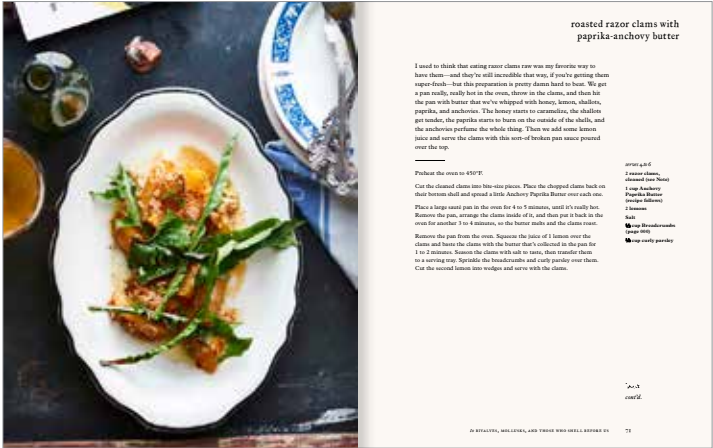 roasted razor clams with
paprika-anchovy butter
I used to think that eating razor clams raw was my favorite way to
have them—and they're still incredible that way, if you're getting them
super-fresh—but this preparation is pretty damn hard to beat. We get
a pan really, really hot in the oven, throw in the clams, and then hit
the pan with butter that we've whipped with honey, lemon, shallots,
paprika, and anchovies. The honey starts to caramelize, the shallots
get tender, the paprika starts to burn on the outside of the shells, and
the anchovies perfume the whole thing. Then we add some lemon
juice and serve the clams with this sort-of broken pan sauce poured
over the top.
Preheat the oven to 450°F.
Cut the cleaned clams into bite-size pieces. Place the chopped clams back on
their bottom shell and spread a little Anchovy Paprika Butter over each one.
Place a large sauté pan in the oven for 4 to 5 minutes, until it's really hot.
Remove the pan, arrange the clams inside of it, and then put it back in the
oven for another 3 to 4 minutes, so the butter melts and the clams roast.
Remove the pan from the oven. Squeeze the juice of 1 lemon over the
clams and baste the clams with the butter that's collected in the pan for
1 to 2 minutes. Season the clams with salt to taste, then transfer them
to a serving tray. Sprinkle the breadcrumbs and curly parsley over them.
Cut the second lemon into wedges and serve with the clams.
serves 4 to 6
2 razor clams,
cleaned (see Note)
1 cup Anchovy
Paprika Butter
(recipe follows)
2 lemons
Salt
cup Breadcrumbs
(page 000)
cup curly parsley
cont'd.
BIVALVES, MOLLUSKS, AND THOSE WHO SHELL BEFORE US
71